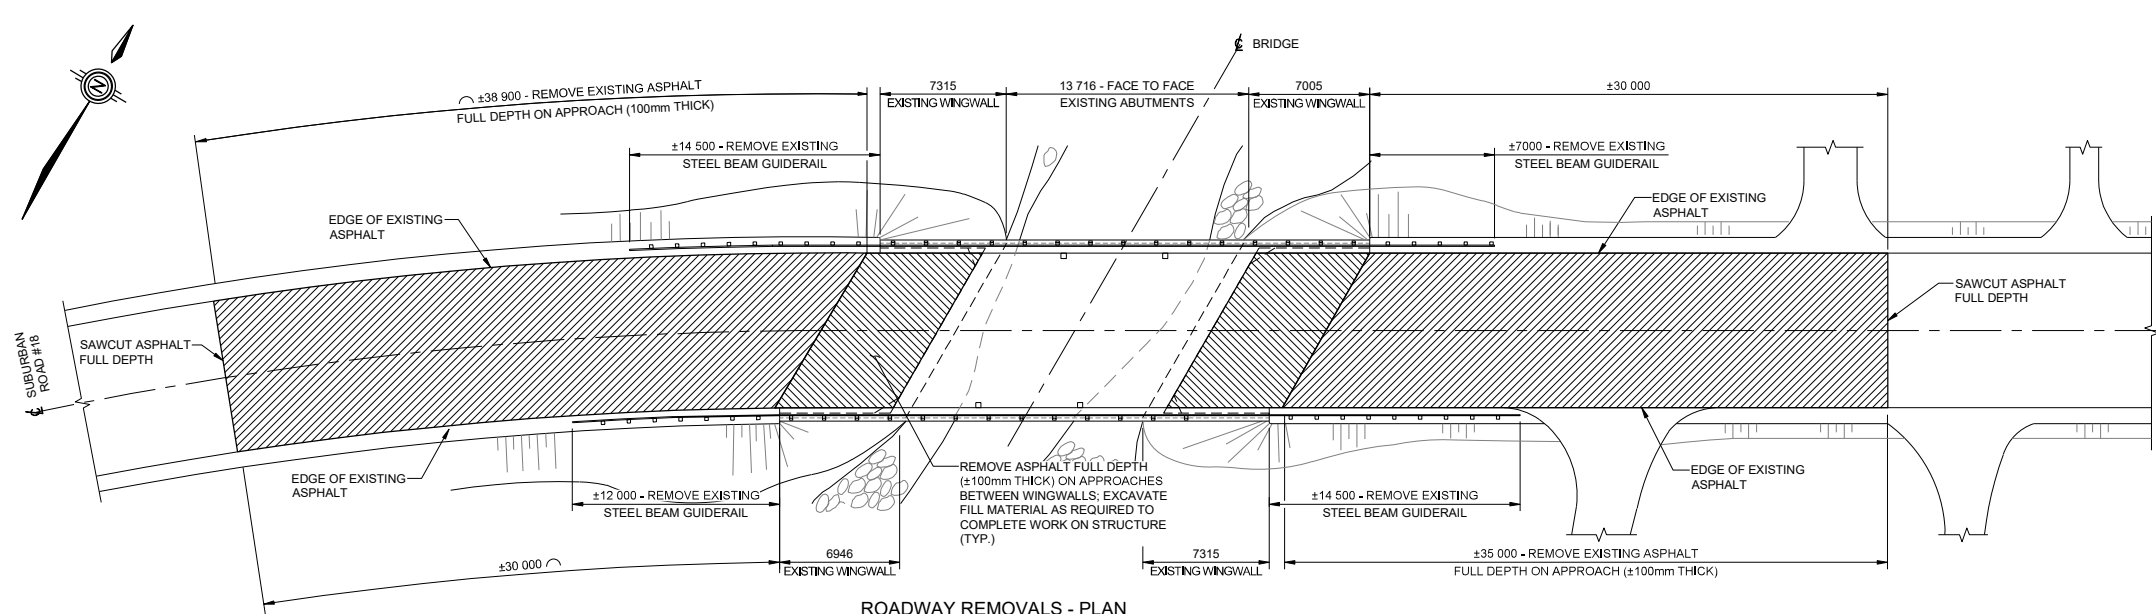 N
℄ BRIDGE
±38 900 - REMOVE EXISTING ASPHALT
FULL DEPTH ON APPROACH (100mm THICK)
7315
EXISTING WINGWALL
13 716 - FACE TO FACE
EXISTING ABUTMENTS
7005
EXISTING WINGWALL
±30 000
±14 500 - REMOVE EXISTING
STEEL BEAM GUIDERAIL
±7000 - REMOVE EXISTING
STEEL BEAM GUIDERAIL
EDGE OF EXISTING
ASPHALT
EDGE OF EXISTING
ASPHALT
SAWCUT ASPHALT
FULL DEPTH
SAWCUT ASPHALT
FULL DEPTH
℄ SUBURBAN
ROAD #18
EDGE OF EXISTING
ASPHALT
REMOVE ASPHALT FULL DEPTH
(±100mm THICK) ON APPROACHES
BETWEEN WINGWALLS; EXCAVATE
FILL MATERIAL AS REQUIRED TO
COMPLETE WORK ON STRUCTURE
(TYP.)
EDGE OF EXISTING
ASPHALT
±12 000 - REMOVE EXISTING
STEEL BEAM GUIDERAIL
±14 500 - REMOVE EXISTING
STEEL BEAM GUIDERAIL
±30 000
6946
EXISTING WINGWALL
7315
EXISTING WINGWALL
±35 000 - REMOVE EXISTING ASPHALT
FULL DEPTH ON APPROACH (±100mm THICK)
ROADWAY REMOVALS - PLAN